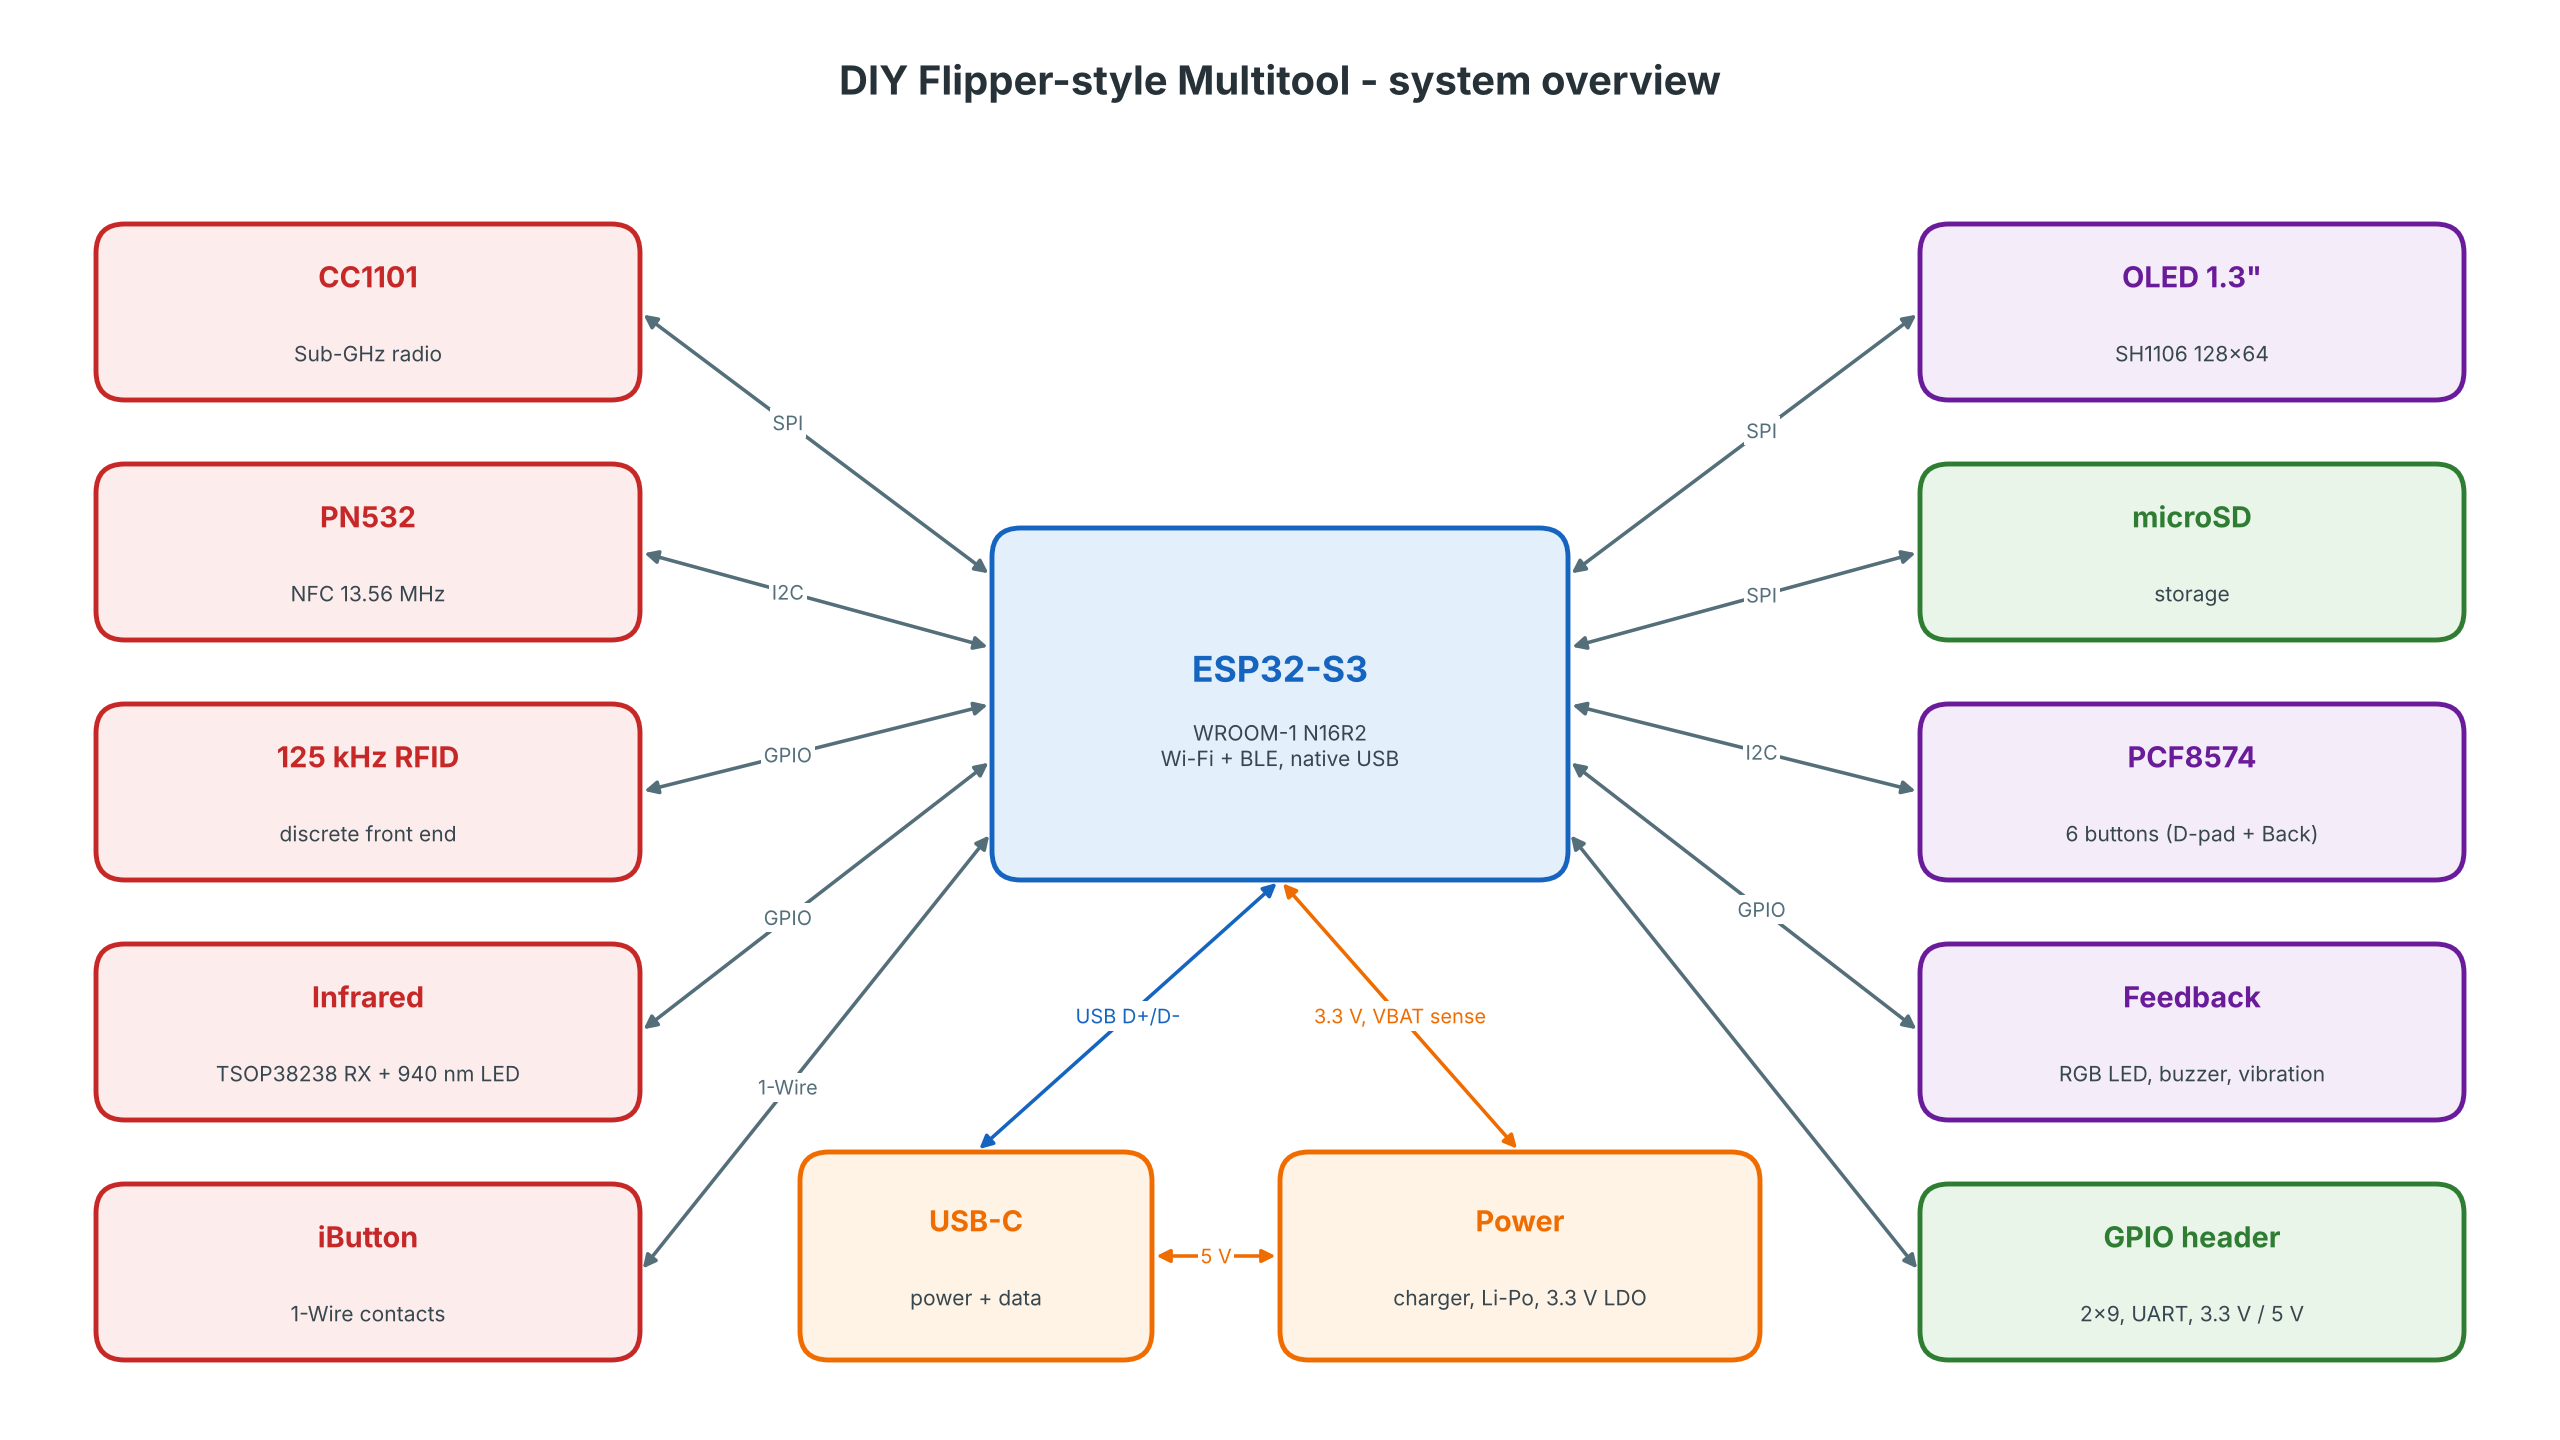 DIY Flipper-style Multitool - system overview
CC1101
Sub-GHz radio
SPI
PN532
NFC 13.56 MHz
I2C
125 kHz RFID
discrete front end
GPIO
Infrared
TSOP38238 RX + 940 nm LED
GPIO
iButton
1-Wire contacts
1-Wire
ESP32-S3
WROOM-1 N16R2
Wi-Fi + BLE, native USB
USB D+/D-
3.3 V, VBAT sense
USB-C
power + data
5 V
Power
charger, Li-Po, 3.3 V LDO
OLED 1.3"
SH1106 128×64
SPI
microSD
storage
SPI
PCF8574
6 buttons (D-pad + Back)
I2C
Feedback
RGB LED, buzzer, vibration
GPIO
GPIO header
2×9, UART, 3.3 V / 5 V